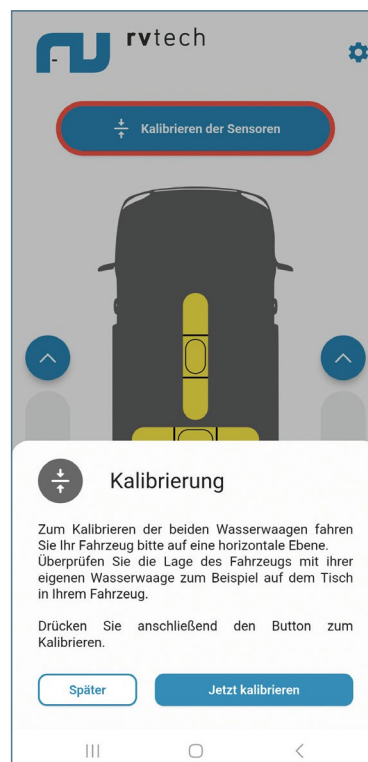 rvtech
Kalibrieren der Sensoren
Kalibrierung
Zum Kalibrieren der beiden Wasserwaagen fahren
Sie Ihr Fahrzeug bitte auf eine horizontale Ebene.
Überprüfen Sie die Lage des Fahrzeugs mit ihrer
eigenen Wasserwaage zum Beispiel auf dem Tisch
in Ihrem Fahrzeug.
Drücken Sie anschließend den Button zum
Kalibrieren.
Später
Jetzt kalibrieren